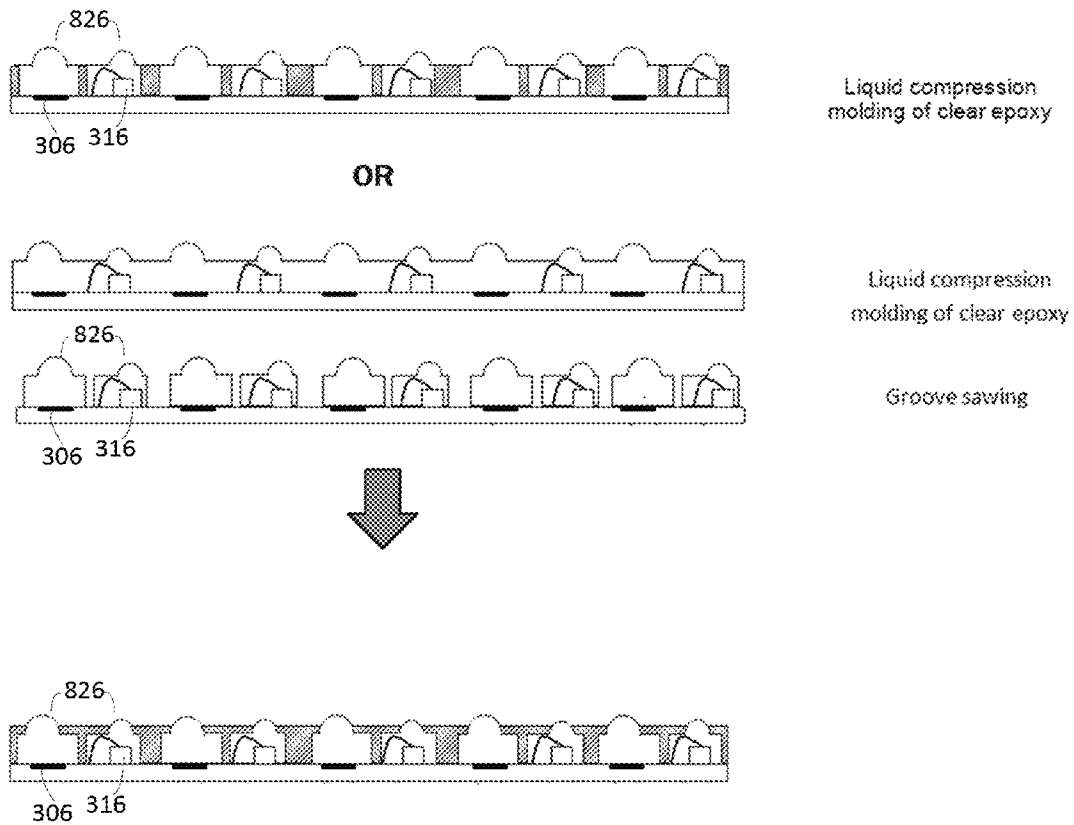 826
306 316
Liquid compression
molding of clear epoxy
OR
Liquid compression
molding of clear epoxy
826
306 316
Groove sawing
826
306 316